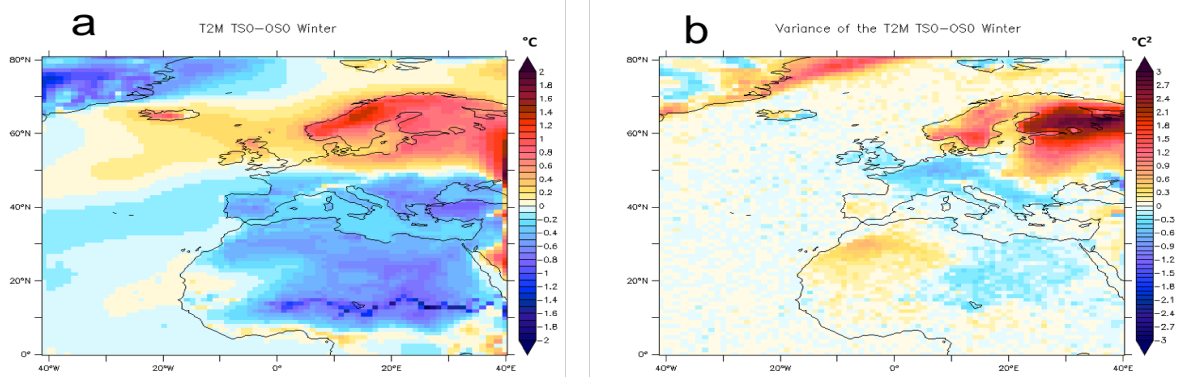 a
T2M TSO-OSO Winter
°C
80°N
60°N
40°N
20°N
0°
40°W
20°W
0°E
20°E
40°E
2
1.8
1.6
1.4
1.2
1
0.8
0.6
0.4
0.2
0
-0.2
-0.4
-0.6
-0.8
-1
-1.2
-1.4
-1.6
-1.8
-2
b
Variance of the T2M TSO-OSO Winter
°C²
80°N
60°N
40°N
20°N
0°
40°W
20°W
0°E
20°E
40°E
3
2.7
2.4
2.1
1.8
1.5
1.2
0.9
0.6
0.3
0
-0.3
-0.6
-0.9
-1.2
-1.5
-1.8
-2.1
-2.4
-2.7
-3